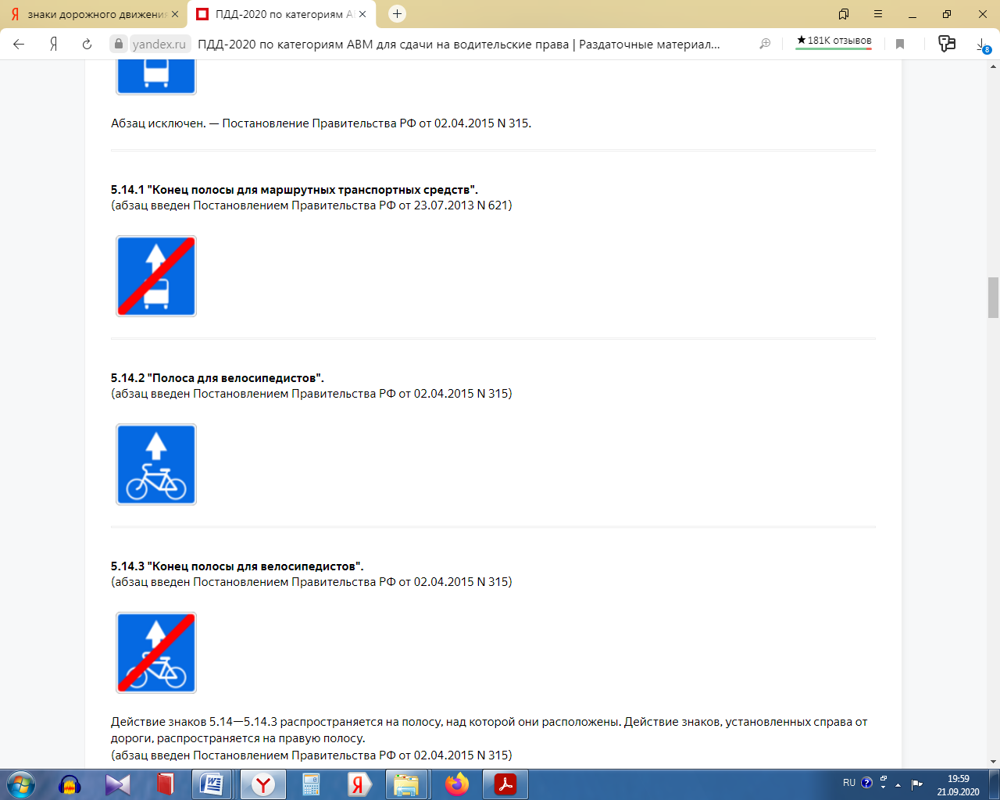 знаки дорожного движения
ПДД-2020 по категориям А
yandex.ru
ПДД-2020 по категориям АВМ для сдачи на водительские права | Раздаточные материал...
★ 181K отзывов
8
Абзац исключен. — Постановление Правительства РФ от 02.04.2015 N 315.
5.14.1 "Конец полосы для маршрутных транспортных средств".
(абзац введен Постановлением Правительства РФ от 23.07.2013 N 621)
5.14.2 "Полоса для велосипедистов".
(абзац введен Постановлением Правительства РФ от 02.04.2015 N 315)
5.14.3 "Конец полосы для велосипедистов".
(абзац введен Постановлением Правительства РФ от 02.04.2015 N 315)
Действие знаков 5.14—5.14.3 распространяется на полосу, над которой они расположены. Действие знаков, установленных справа от
дороги, распространяется на правую полосу.
(абзац введен Постановлением Правительства РФ от 02.04.2015 N 315)
RU
19:59
21.09.2020